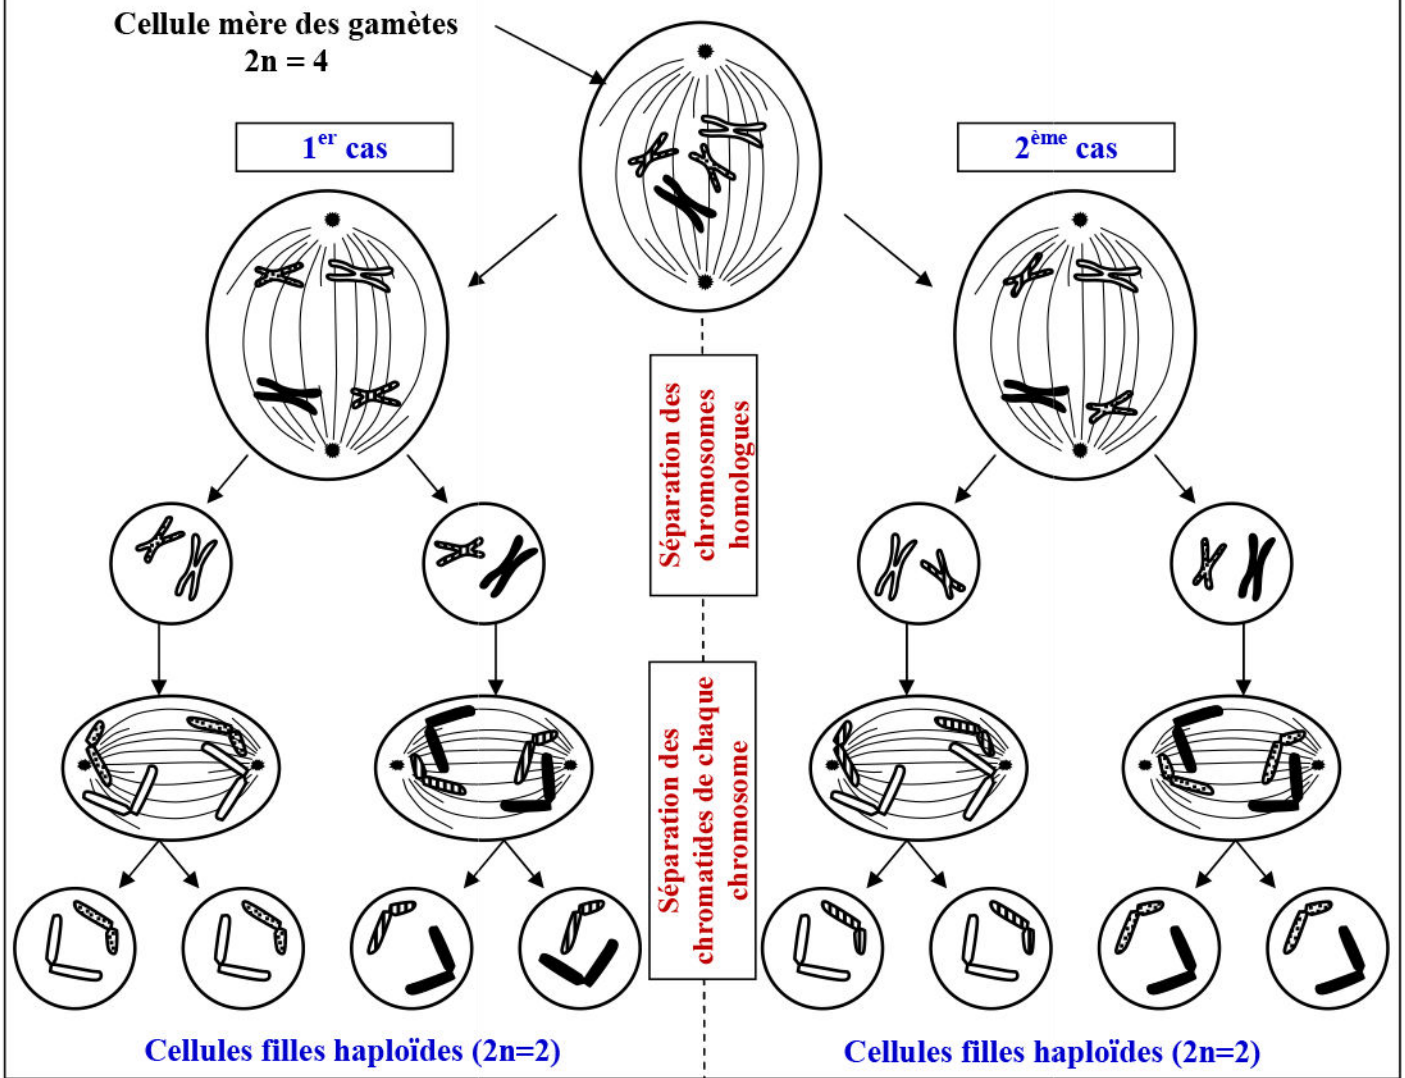 Cellule mère des gamètes
2n = 4
1er cas
2ème cas
Séparation des
chromosomes
homologues
Séparation des
chromatides de chaque
chromosome
Cellules filles haploïdes (2n=2)
Cellules filles haploïdes (2n=2)